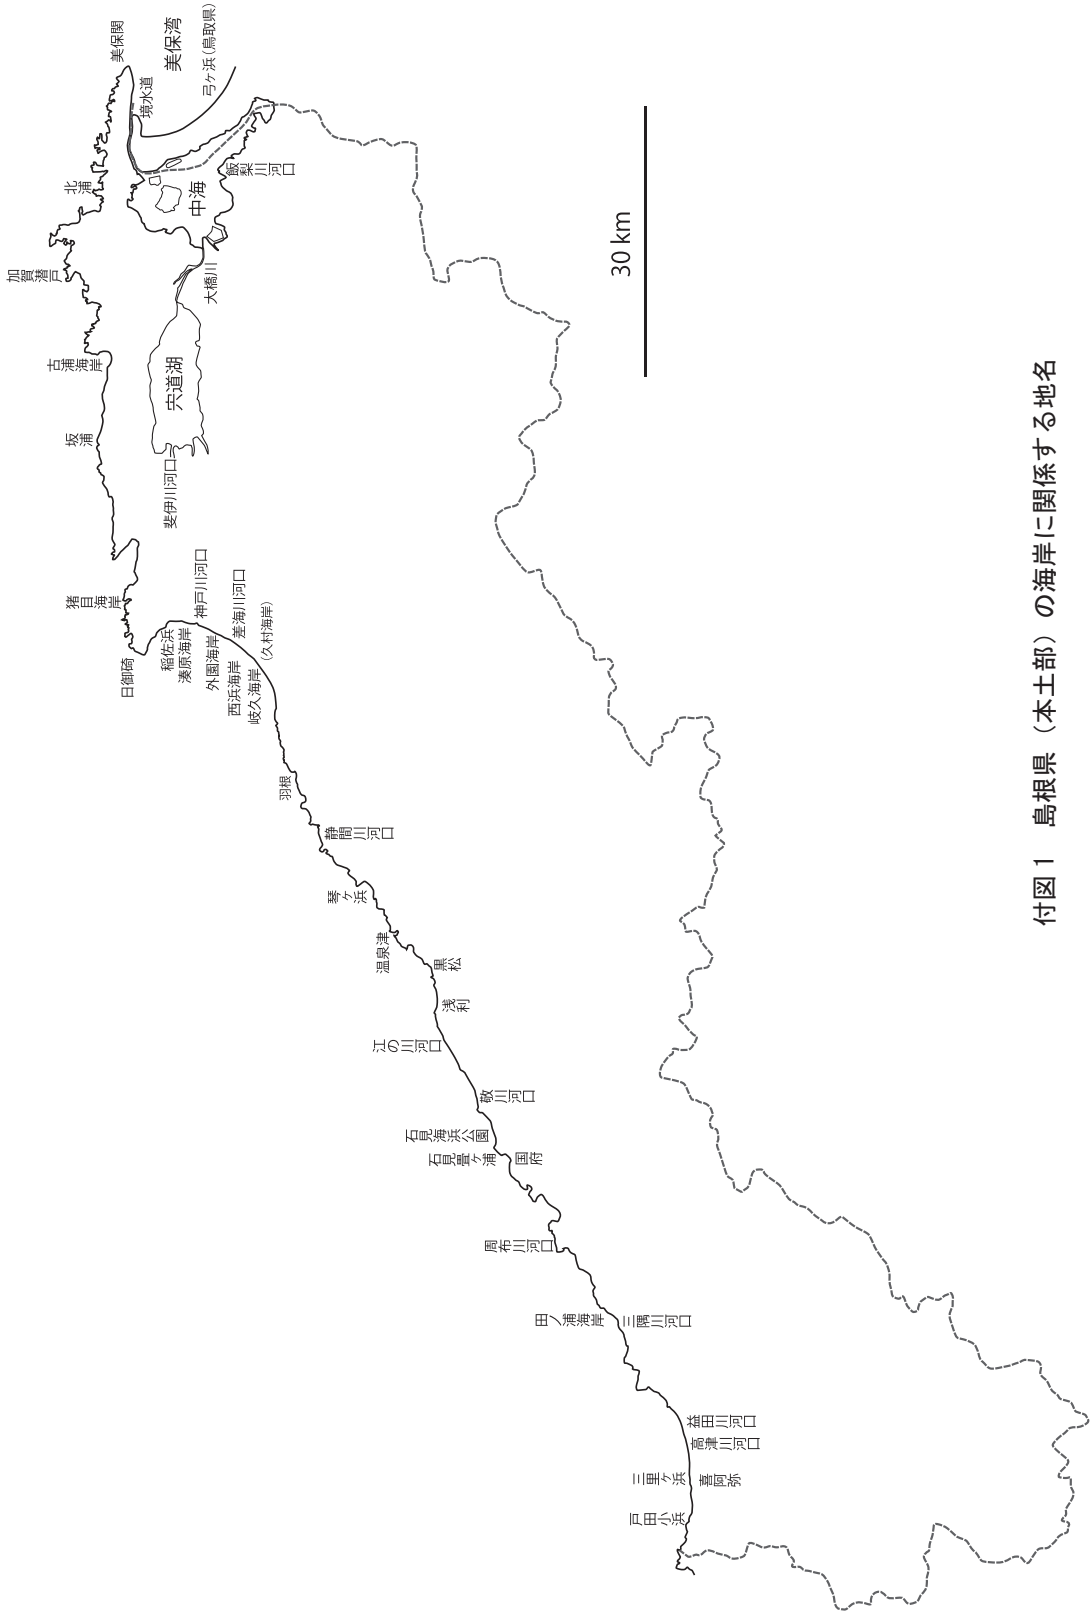 美保関
美保湾
弓ヶ浜(鳥取県)
境水道
北浦
中海
飯梨川河口
加賀潜戸
大橋川
古浦海岸
宍道湖
坂浦
斐伊川河口
猪目海岸
日御碕
稲佐浜
湊原海岸
神戸川河口
外園海岸
差海川河口
西浜海岸
岐久海岸
(久村海岸)
羽根
静間川河口
琴ヶ浜
温泉津
黒松
浅利
江の川河口
敬川河口
石見海浜公園
石見畳ヶ浦
国府
周布川河口
田ノ浦海岸
三隅川河口
益田川河口
高津川河口
三里ヶ浜
喜阿弥
戸田小浜
30 km
付図 1　島根県（本土部）の海岸に関係する地名